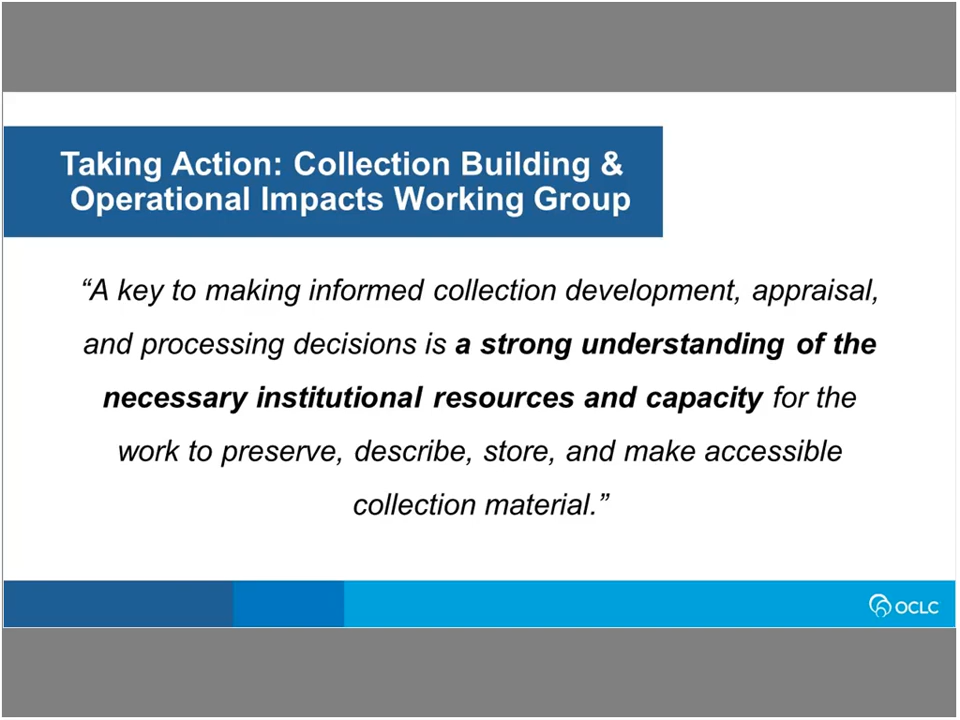 Taking Action: Collection Building &
Operational Impacts Working Group
“A key to making informed collection development, appraisal,
and processing decisions is a strong understanding of the
necessary institutional resources and capacity for the
work to preserve, describe, store, and make accessible
collection material.”
OCLC